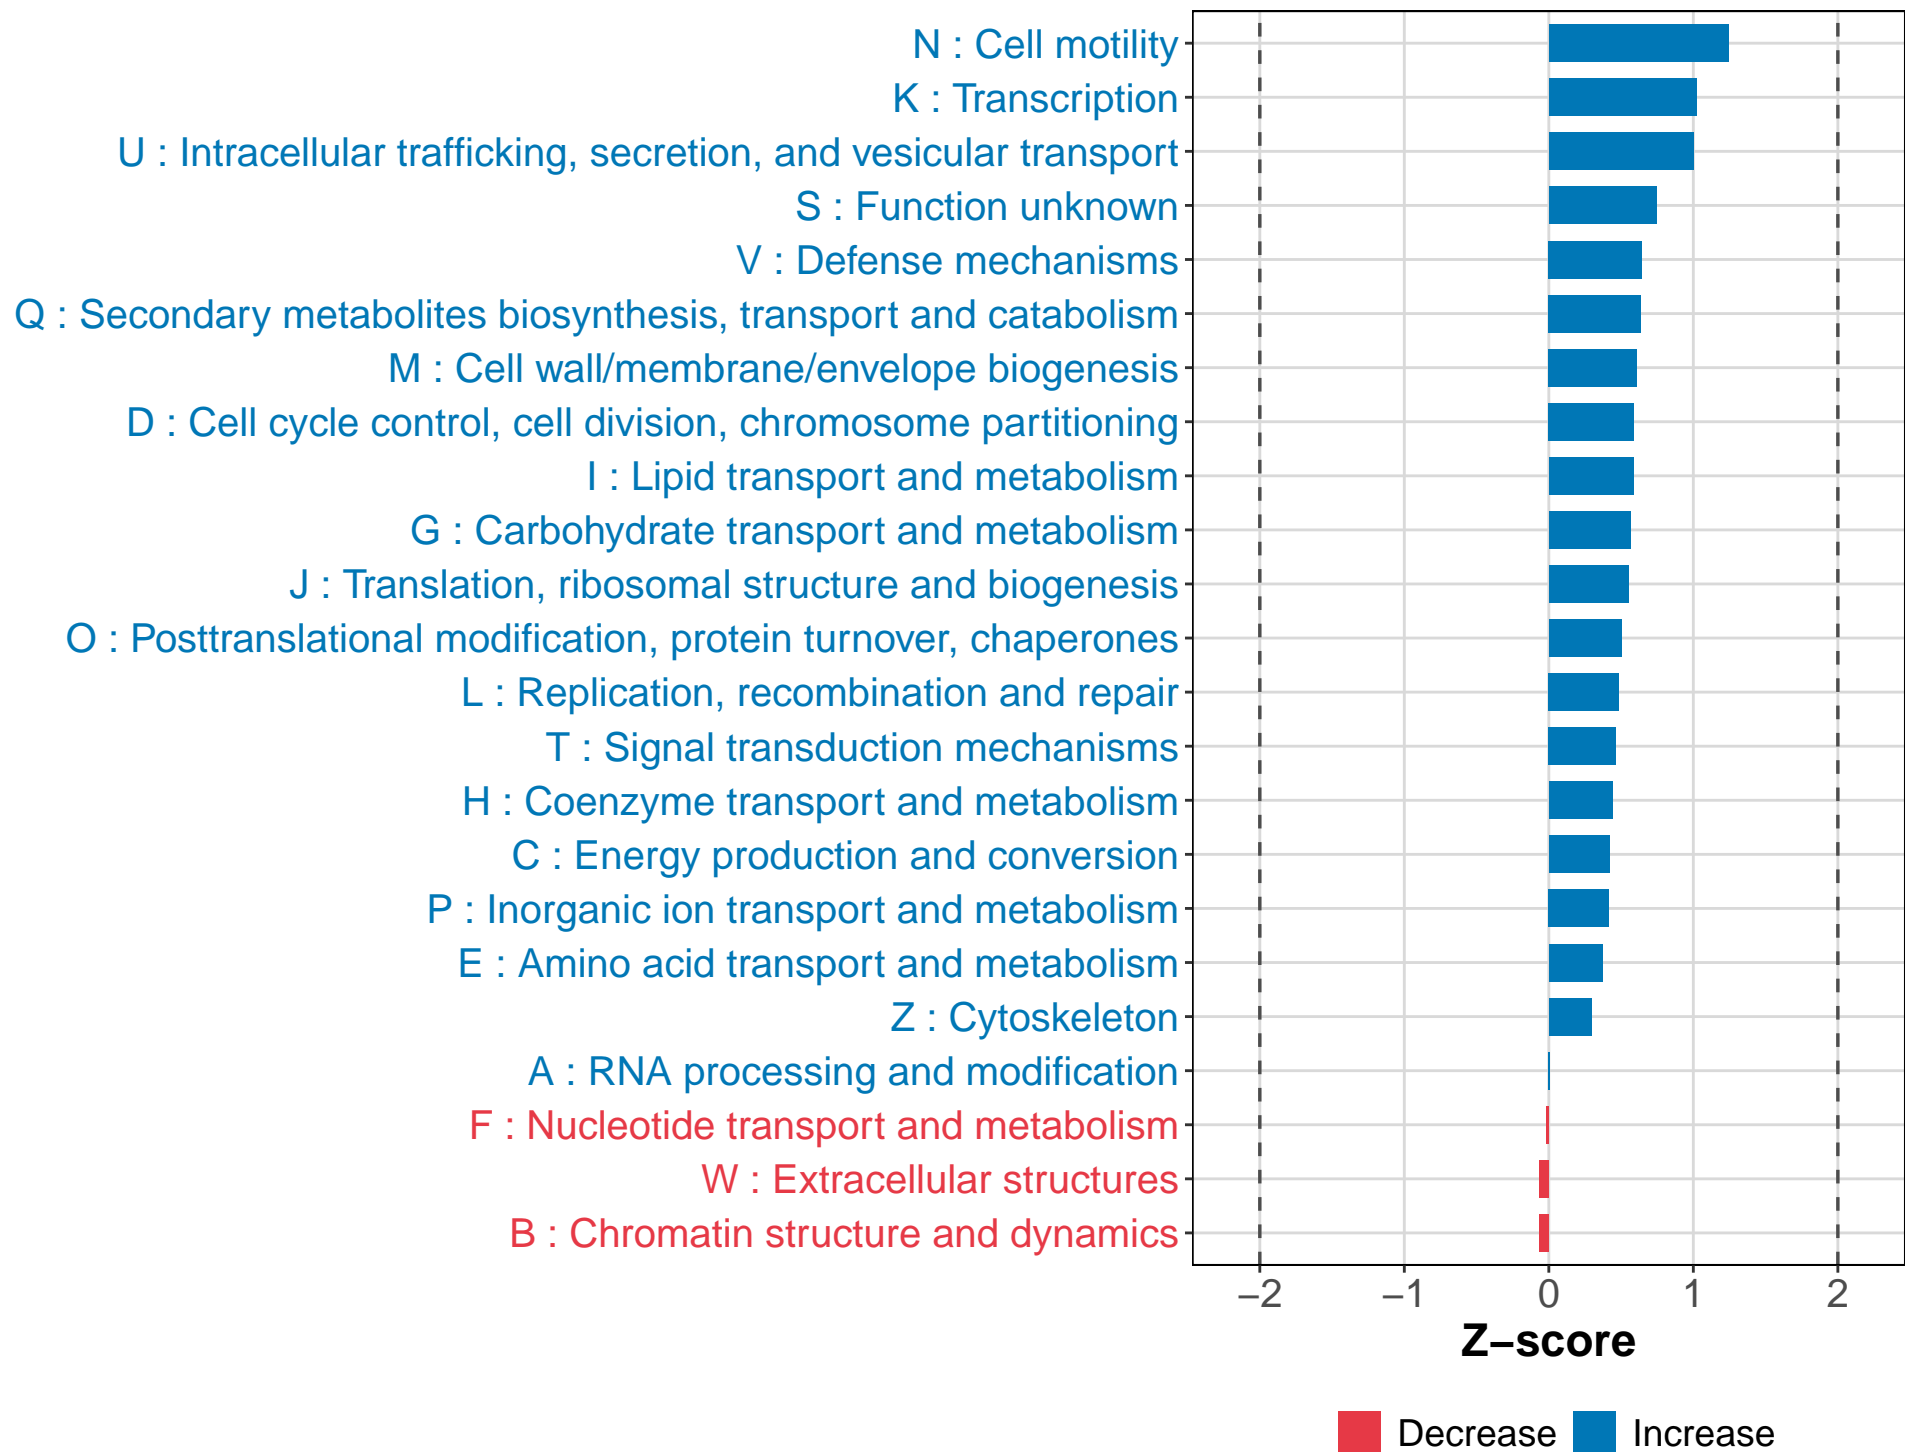 N : Cell motility
K : Transcription
U : Intracellular trafficking, secretion, and vesicular transport
S : Function unknown
V : Defense mechanisms
Q : Secondary metabolites biosynthesis, transport and catabolism
M : Cell wall/membrane/envelope biogenesis
D : Cell cycle control, cell division, chromosome partitioning
I : Lipid transport and metabolism
G : Carbohydrate transport and metabolism
J : Translation, ribosomal structure and biogenesis
O : Posttranslational modification, protein turnover, chaperones
L : Replication, recombination and repair
T : Signal transduction mechanisms
H : Coenzyme transport and metabolism
C : Energy production and conversion
P : Inorganic ion transport and metabolism
E : Amino acid transport and metabolism
Z : Cytoskeleton
A : RNA processing and modification
F : Nucleotide transport and metabolism
W : Extracellular structures
B : Chromatin structure and dynamics
−2 −1 0 1 2
Z−score
Decrease Increase